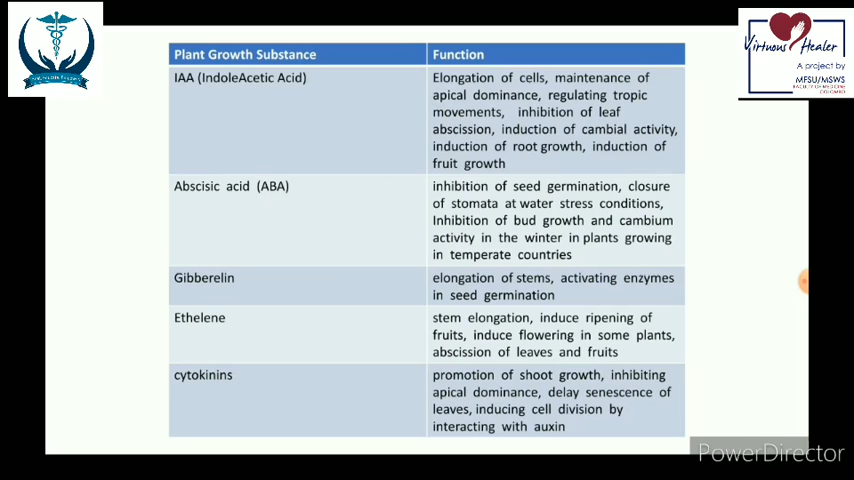 Virtuous Healer
A project by
MFSU/MSWS
FACULTY OF MEDICINE
COLOMBO
Plant Growth Substance
Function
IAA (IndoleAcetic Acid)
Elongation of cells, maintenance of
apical dominance, regulating tropic
movements, inhibition of leaf
abscission, induction of cambial activity,
induction of root growth, induction of
fruit growth
Abscisic acid (ABA)
inhibition of seed germination, closure
of stomata at water stress conditions,
Inhibition of bud growth and cambium
activity in the winter in plants growing
in temperate countries
Gibberelin
elongation of stems, activating enzymes
in seed germination
Ethelene
stem elongation, induce ripening of
fruits, induce flowering in some plants,
abscission of leaves and fruits
cytokinins
promotion of shoot growth, inhibiting
apical dominance, delay senescence of
leaves, inducing cell division by
interacting with auxin
PowerDirector